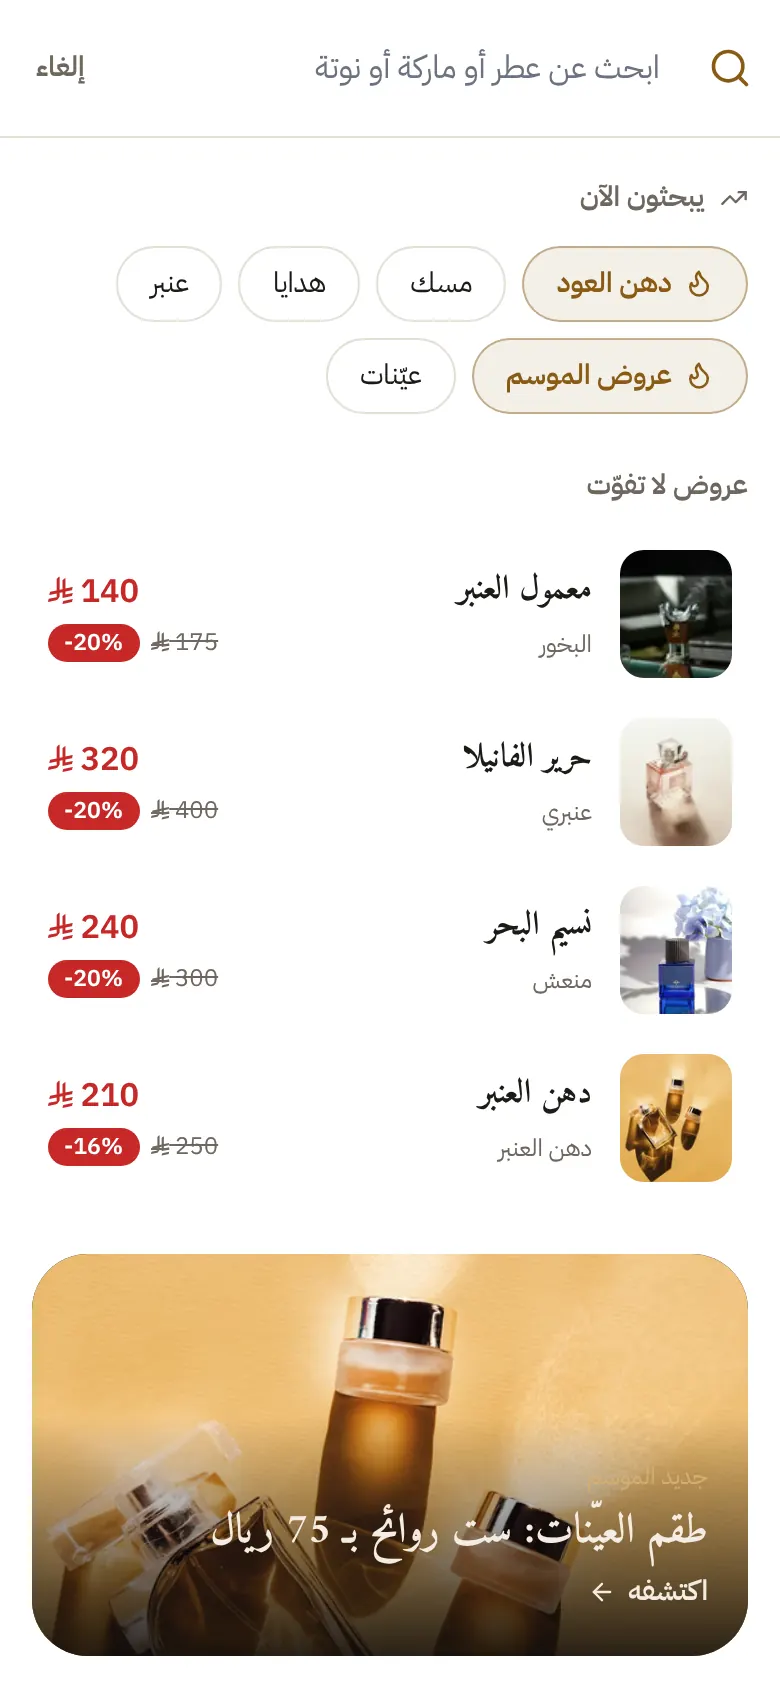 ابحث عن عطر أو ماركة أو نوتة
إلغاء
يبحثون الآن
دهن العود
مسك
هدايا
عنبر
عروض الموسم
عيّنات
عروض لا تفوّت
معمول العنبر
البخور
140 ⃁
175 ⃁
-20%
حرير الفانيلا
عنبري
320 ⃁
400 ⃁
-20%
نسيم البحر
منعش
240 ⃁
300 ⃁
-20%
دهن العنبر
دهن العنبر
210 ⃁
250 ⃁
-16%
جديد الموسم
طقم العيّنات: ست روائح بـ 75 ريال
اكتشفه ←